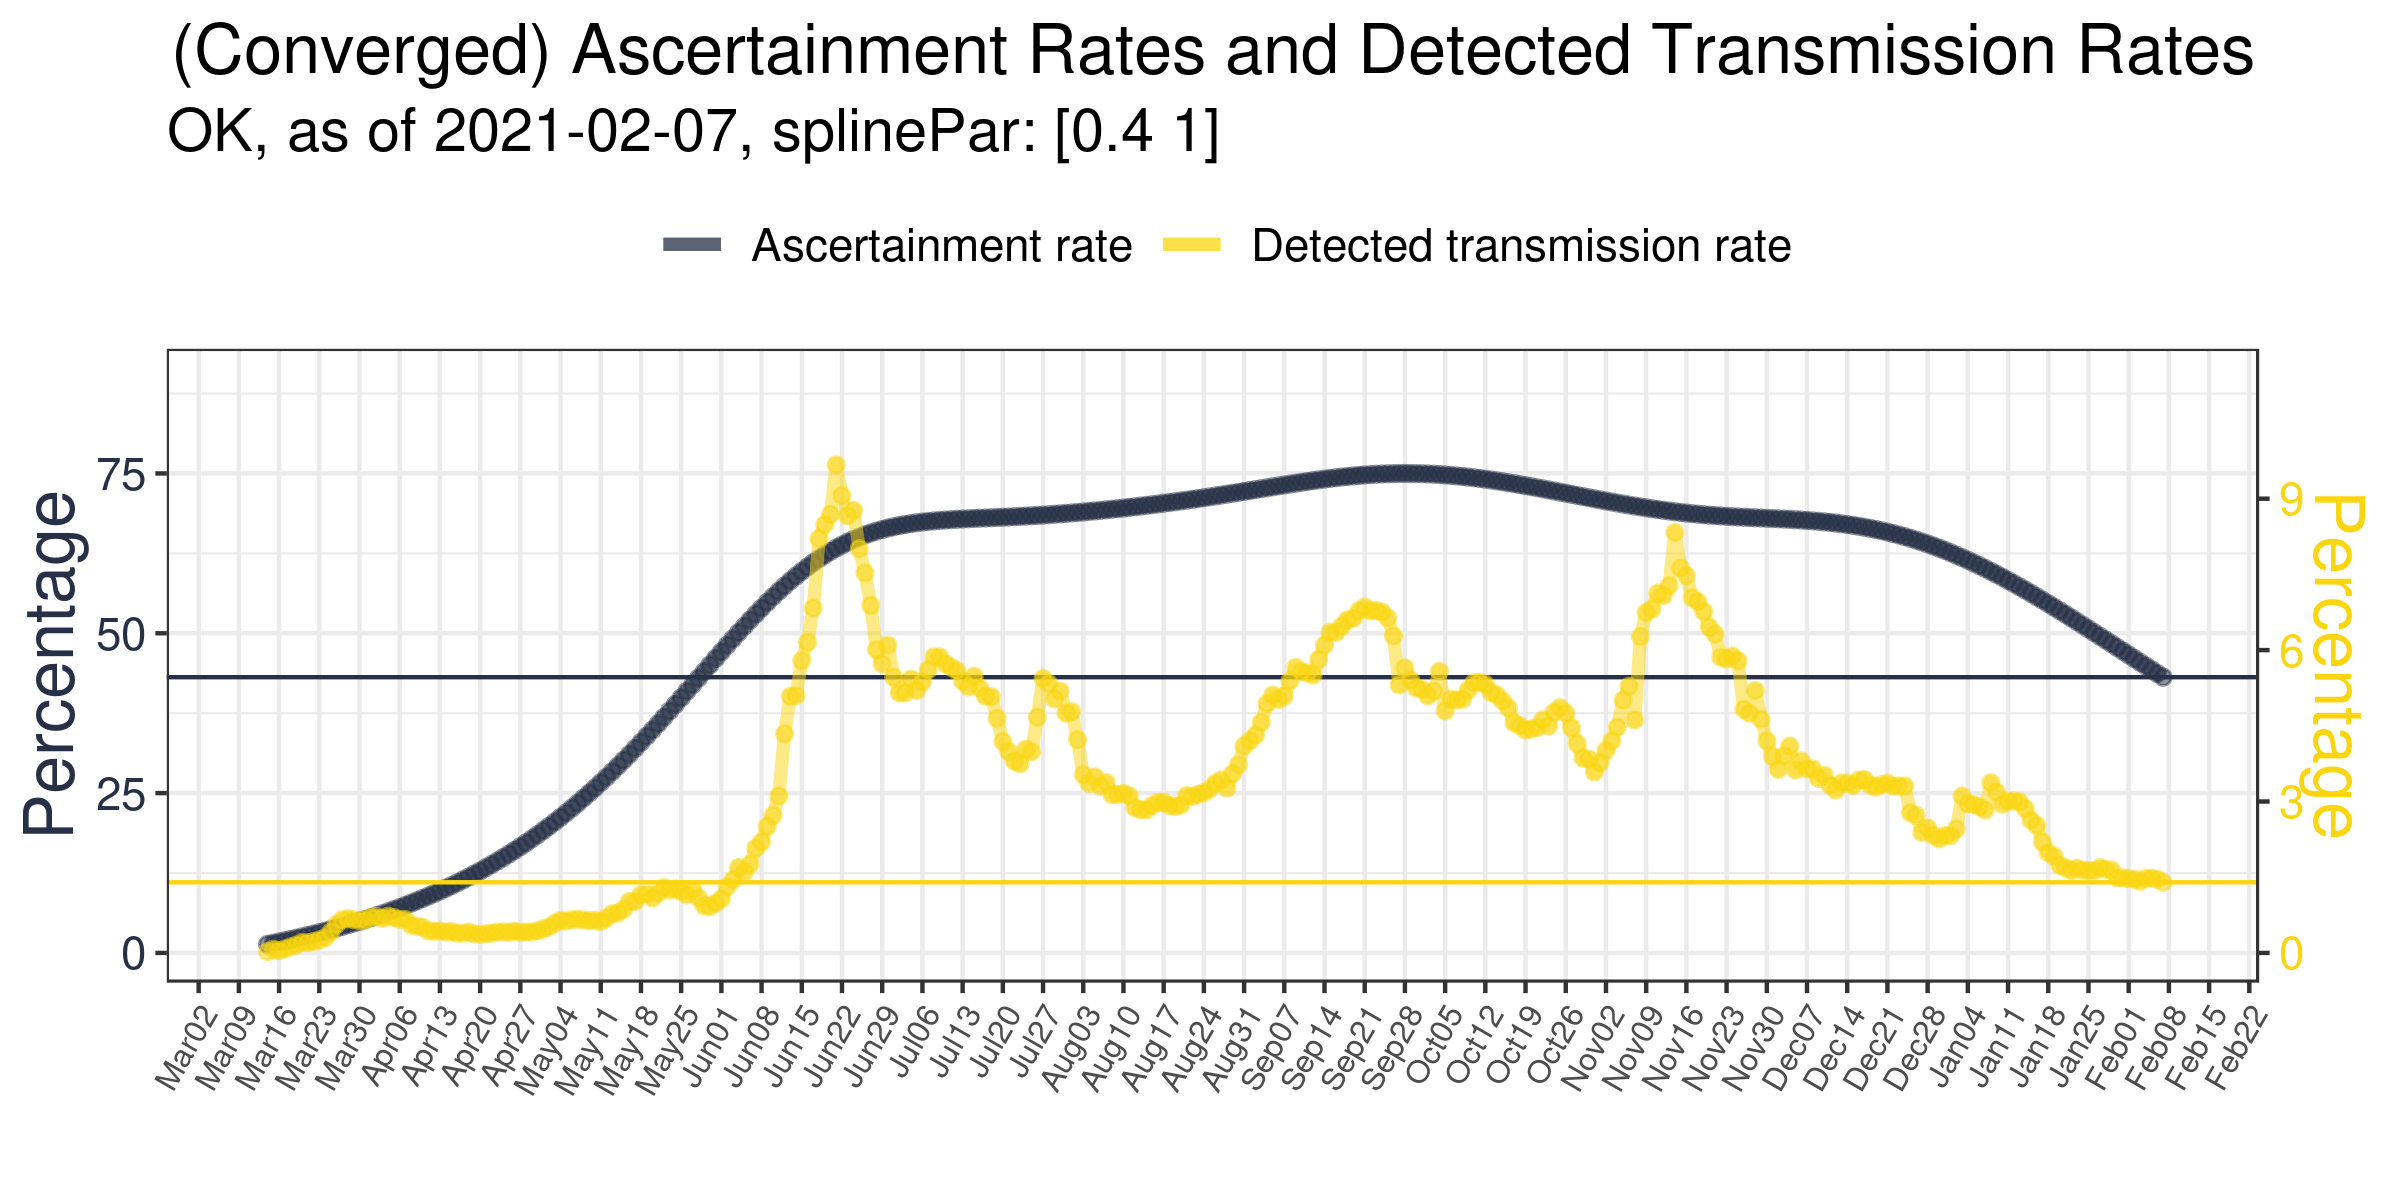 (Converged) Ascertainment Rates and Detected Transmission Rates
OK, as of 2021-02-07, splinePar: [0.4 1]
Ascertainment rate
Detected transmission rate
Percentage
75
50
25
0
9
6
3
0
Percentage
Mar02
Mar09
Mar16
Mar23
Mar30
Apr06
Apr13
Apr20
Apr27
May04
May11
May18
May25
Jun01
Jun08
Jun15
Jun22
Jun29
Jul06
Jul13
Jul20
Jul27
Aug03
Aug10
Aug17
Aug24
Aug31
Sep07
Sep14
Sep21
Sep28
Oct05
Oct12
Oct19
Oct26
Nov02
Nov09
Nov16
Nov23
Nov30
Dec07
Dec14
Dec21
Dec28
Jan04
Jan11
Jan18
Jan25
Feb01
Feb08
Feb15
Feb22